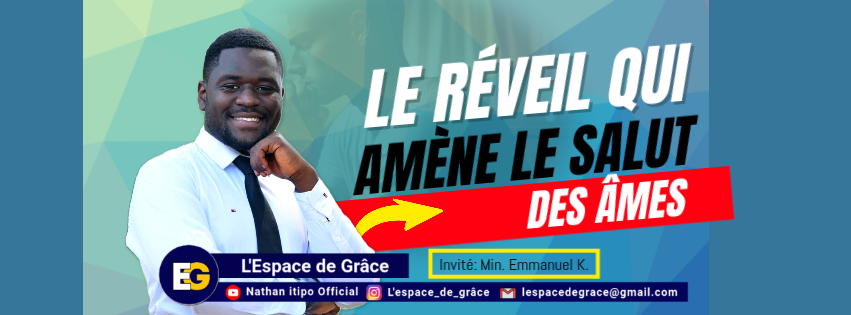 LE RÉVEIL QUI
AMÈNE LE SALUT
DES ÂMES
EG
L'Espace de Grâce
Invité: Min. Emmanuel K.
Nathan itipo Official
L'espace_de_grâce
lespacedegrace@gmail.com